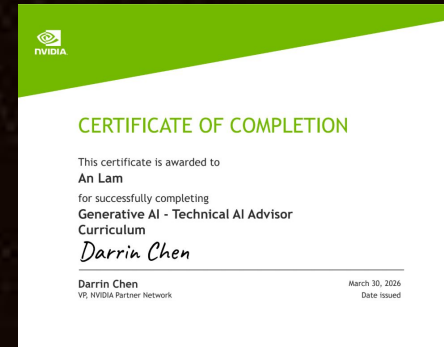 NVIDIA.
CERTIFICATE OF COMPLETION
This certificate is awarded to
An Lam
for successfully completing
Generative AI - Technical AI Advisor
Curriculum
Darrin Chen
Darrin Chen
VP, NVIDIA Partner Network
March 30, 2026
Date issued